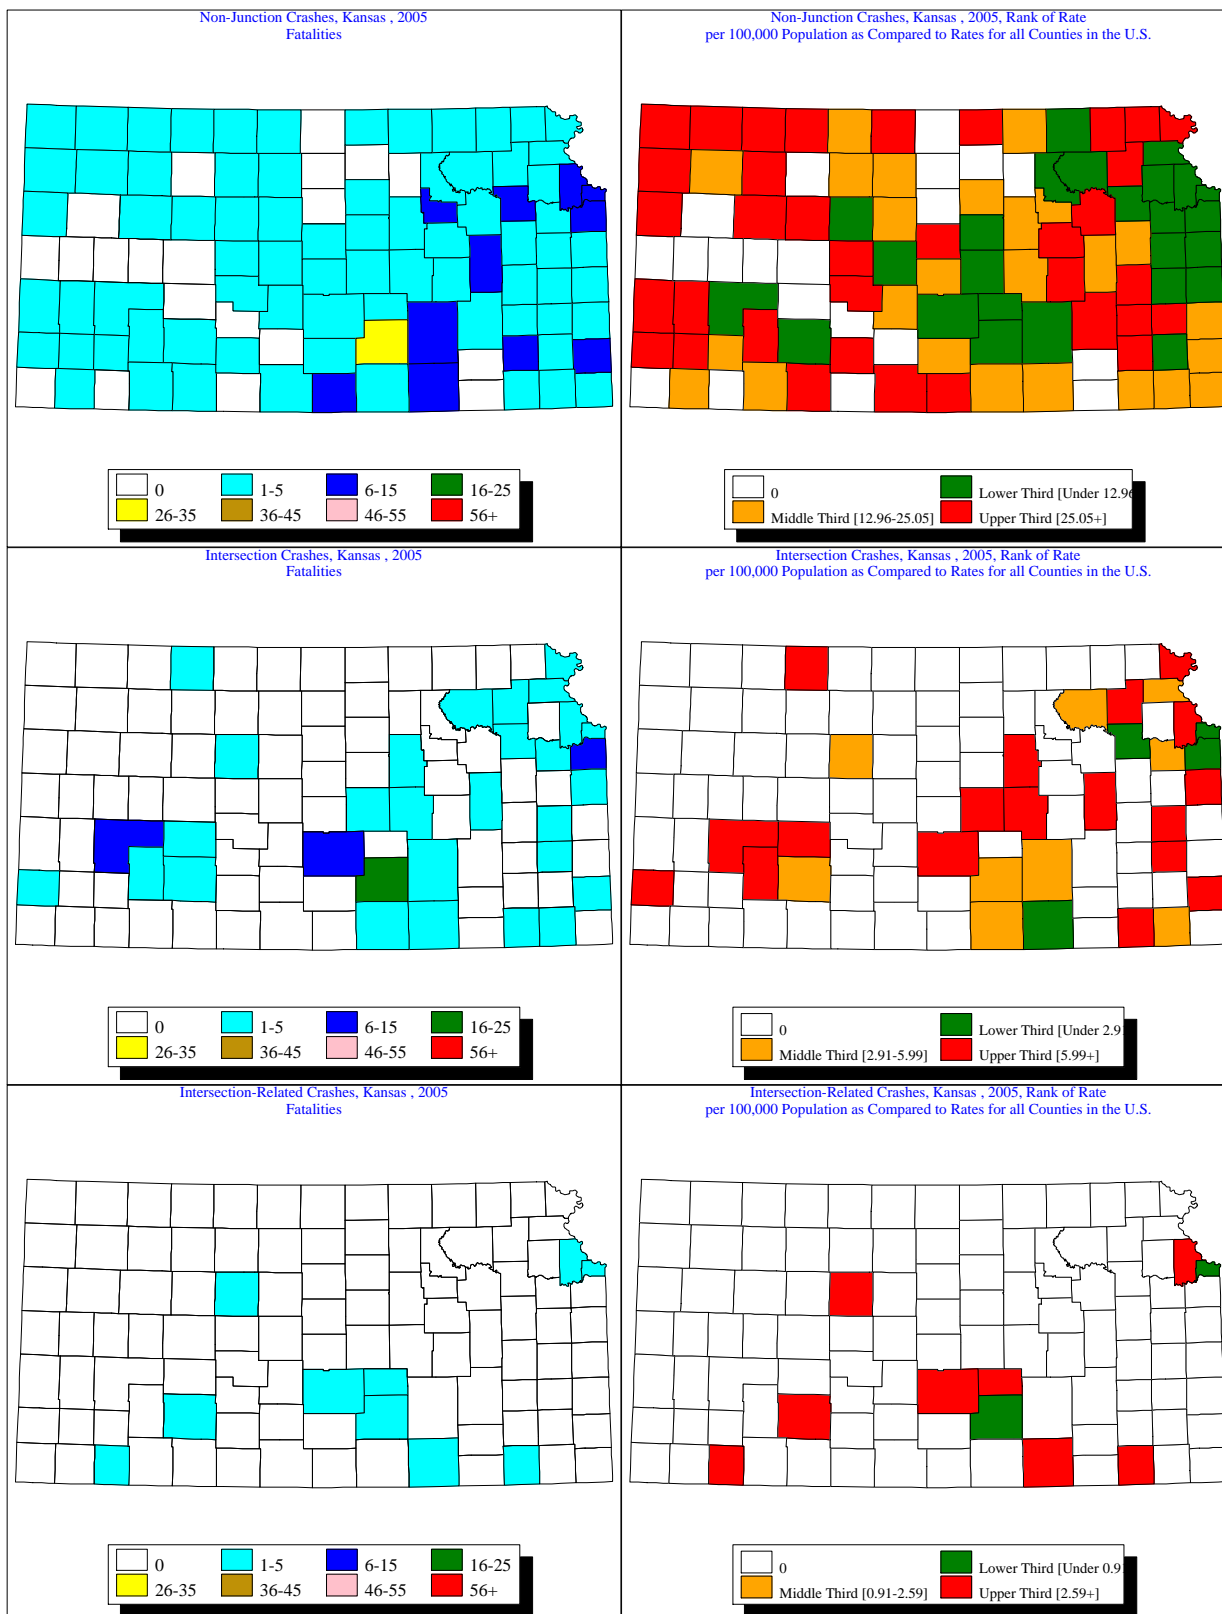 Non-Junction Crashes, Kansas , 2005
Fatalities
0
1-5
6-15
16-25
26-35
36-45
46-55
56+
Non-Junction Crashes, Kansas , 2005, Rank of Rate
per 100,000 Population as Compared to Rates for all Counties in the U.S.
0
Lower Third [Under 12.96
Middle Third [12.96-25.05]
Upper Third [25.05+]
Intersection Crashes, Kansas , 2005
Fatalities
0
1-5
6-15
16-25
26-35
36-45
46-55
56+
Intersection Crashes, Kansas , 2005, Rank of Rate
per 100,000 Population as Compared to Rates for all Counties in the U.S.
0
Lower Third [Under 2.91
Middle Third [2.91-5.99]
Upper Third [5.99+]
Intersection-Related Crashes, Kansas , 2005
Fatalities
0
1-5
6-15
16-25
26-35
36-45
46-55
56+
Intersection-Related Crashes, Kansas , 2005, Rank of Rate
per 100,000 Population as Compared to Rates for all Counties in the U.S.
0
Lower Third [Under 0.91
Middle Third [0.91-2.59]
Upper Third [2.59+]